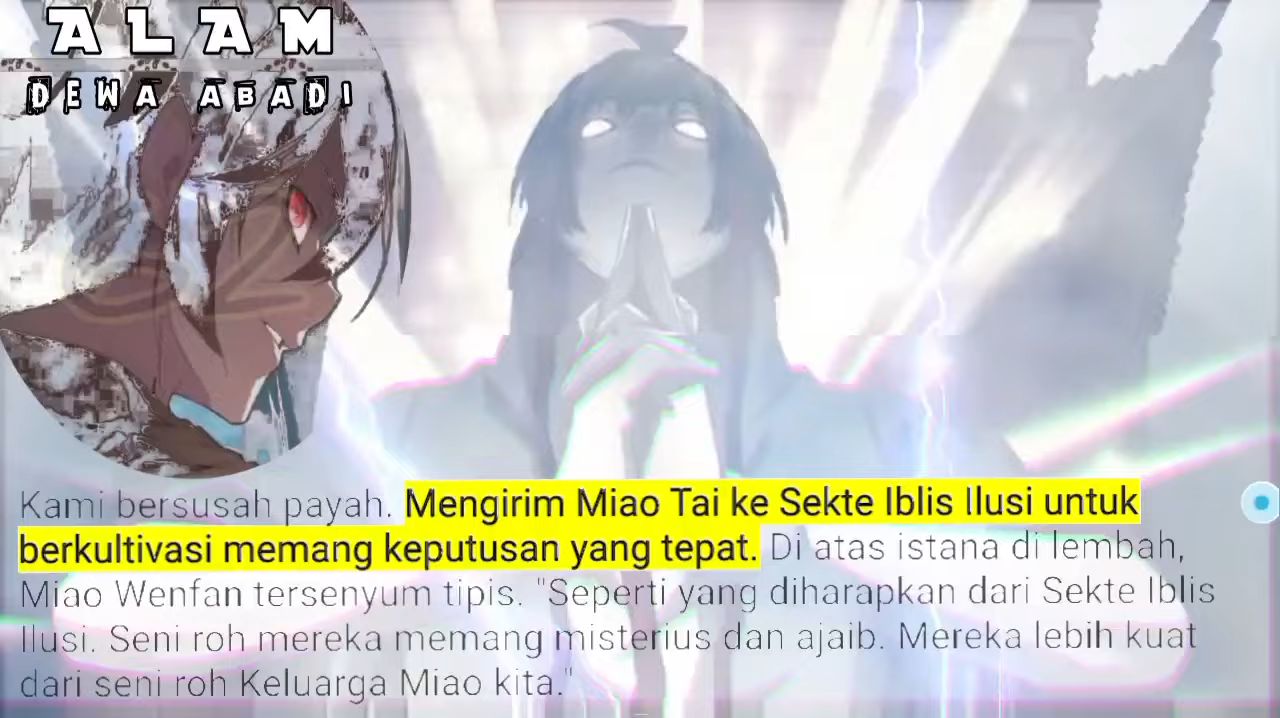 ALAM
DEWA ABADI
Kami bersusah payah. Mengirim Miao Tai ke Sekte Iblis Ilusi untuk
berkultivasi memang keputusan yang tepat. Di atas istana di lembah,
Miao Wenfan tersenyum tipis. "Seperti yang diharapkan dari Sekte Iblis
Ilusi. Seni roh mereka memang misterius dan ajaib. Mereka lebih kuat
dari seni roh Keluarga Miao kita."